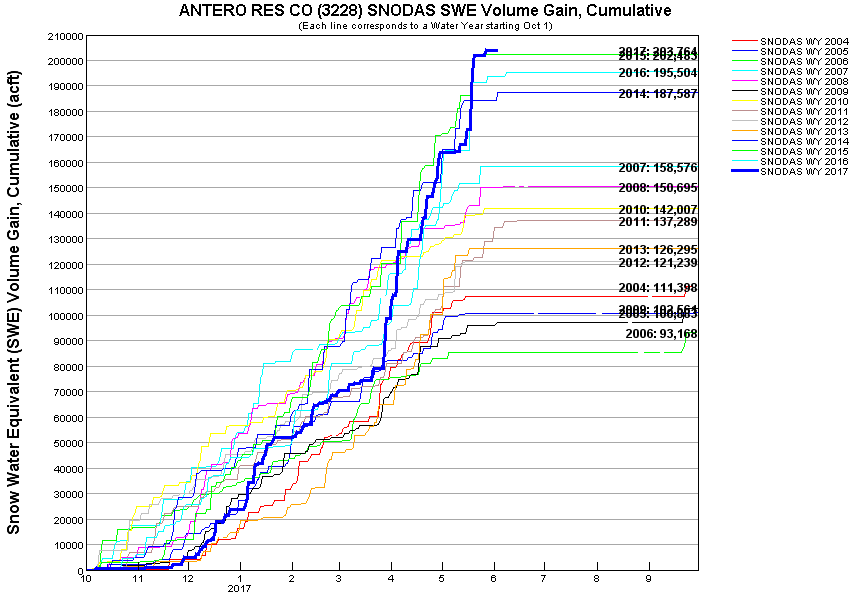 ANTERO RES CO (3228) SNODAS SWE Volume Gain, Cumulative
(Each line corresponds to a Water Year starting Oct 1)
Snow Water Equivalent (SWE) Volume Gain, Cumulative (acft)
210000
200000
190000
180000
170000
160000
150000
140000
130000
120000
110000
100000
90000
80000
70000
60000
50000
40000
30000
20000
10000
0
2017: 203,764
2015: 202,483
2016: 195,504
2014: 187,587
2007: 158,576
2008: 150,695
2010: 142,007
2011: 137,289
2013: 126,295
2012: 121,239
2004: 111,398
2009: 102,564
2006: 93,168
10 11 12 1 2 3 4 5 6 7 8 9
2017
SNODAS WY 2004
SNODAS WY 2005
SNODAS WY 2006
SNODAS WY 2007
SNODAS WY 2008
SNODAS WY 2009
SNODAS WY 2010
SNODAS WY 2011
SNODAS WY 2012
SNODAS WY 2013
SNODAS WY 2014
SNODAS WY 2015
SNODAS WY 2016
SNODAS WY 2017